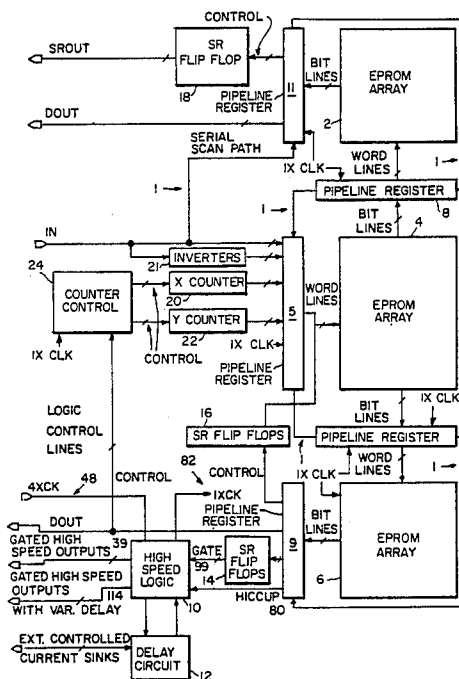 CONTROL
SROUT
SR
FLIP FLOP
18
11
BIT
LINES
EPROM
ARRAY
2
PIPELINE
REGISTER
DOUT
SERIAL
SCAN PATH
1
WORD
LINES
1
1X CLK
PIPELINE REGISTER
8
1
BIT
LINES
4
IN
INVERTERS
21
24
COUNTER
CONTROL
X COUNTER
20
Y COUNTER
22
CONTROL
1X CLK
5
1X CLK
PIPELINE
REGISTER
WORD
LINES
EPROM
ARRAY
LOGIC
CONTROL
LINES
16
SR FLIP FLOPS
BIT
LINES
1X CLK
PIPELINE REGISTER
WORD
LINES
1
1X CLK
4XCK
48
CONTROL
82
1XCK
CONTROL
PIPELINE
REGISTER
9
BIT
LINES
EPROM
ARRAY
6
DOUT
GATED HIGH
SPEED OUTPUTS
39
HIGH
SPEED
LOGIC
10
GATE
99
SR
FLIP
FLOPS
14
HICCUP
80
GATED HIGH SPEED
OUTPUTS
114
WITH VAR. DELAY
EXT. CONTROLLED
CURRENT SINKS
DELAY
CIRCUIT
12